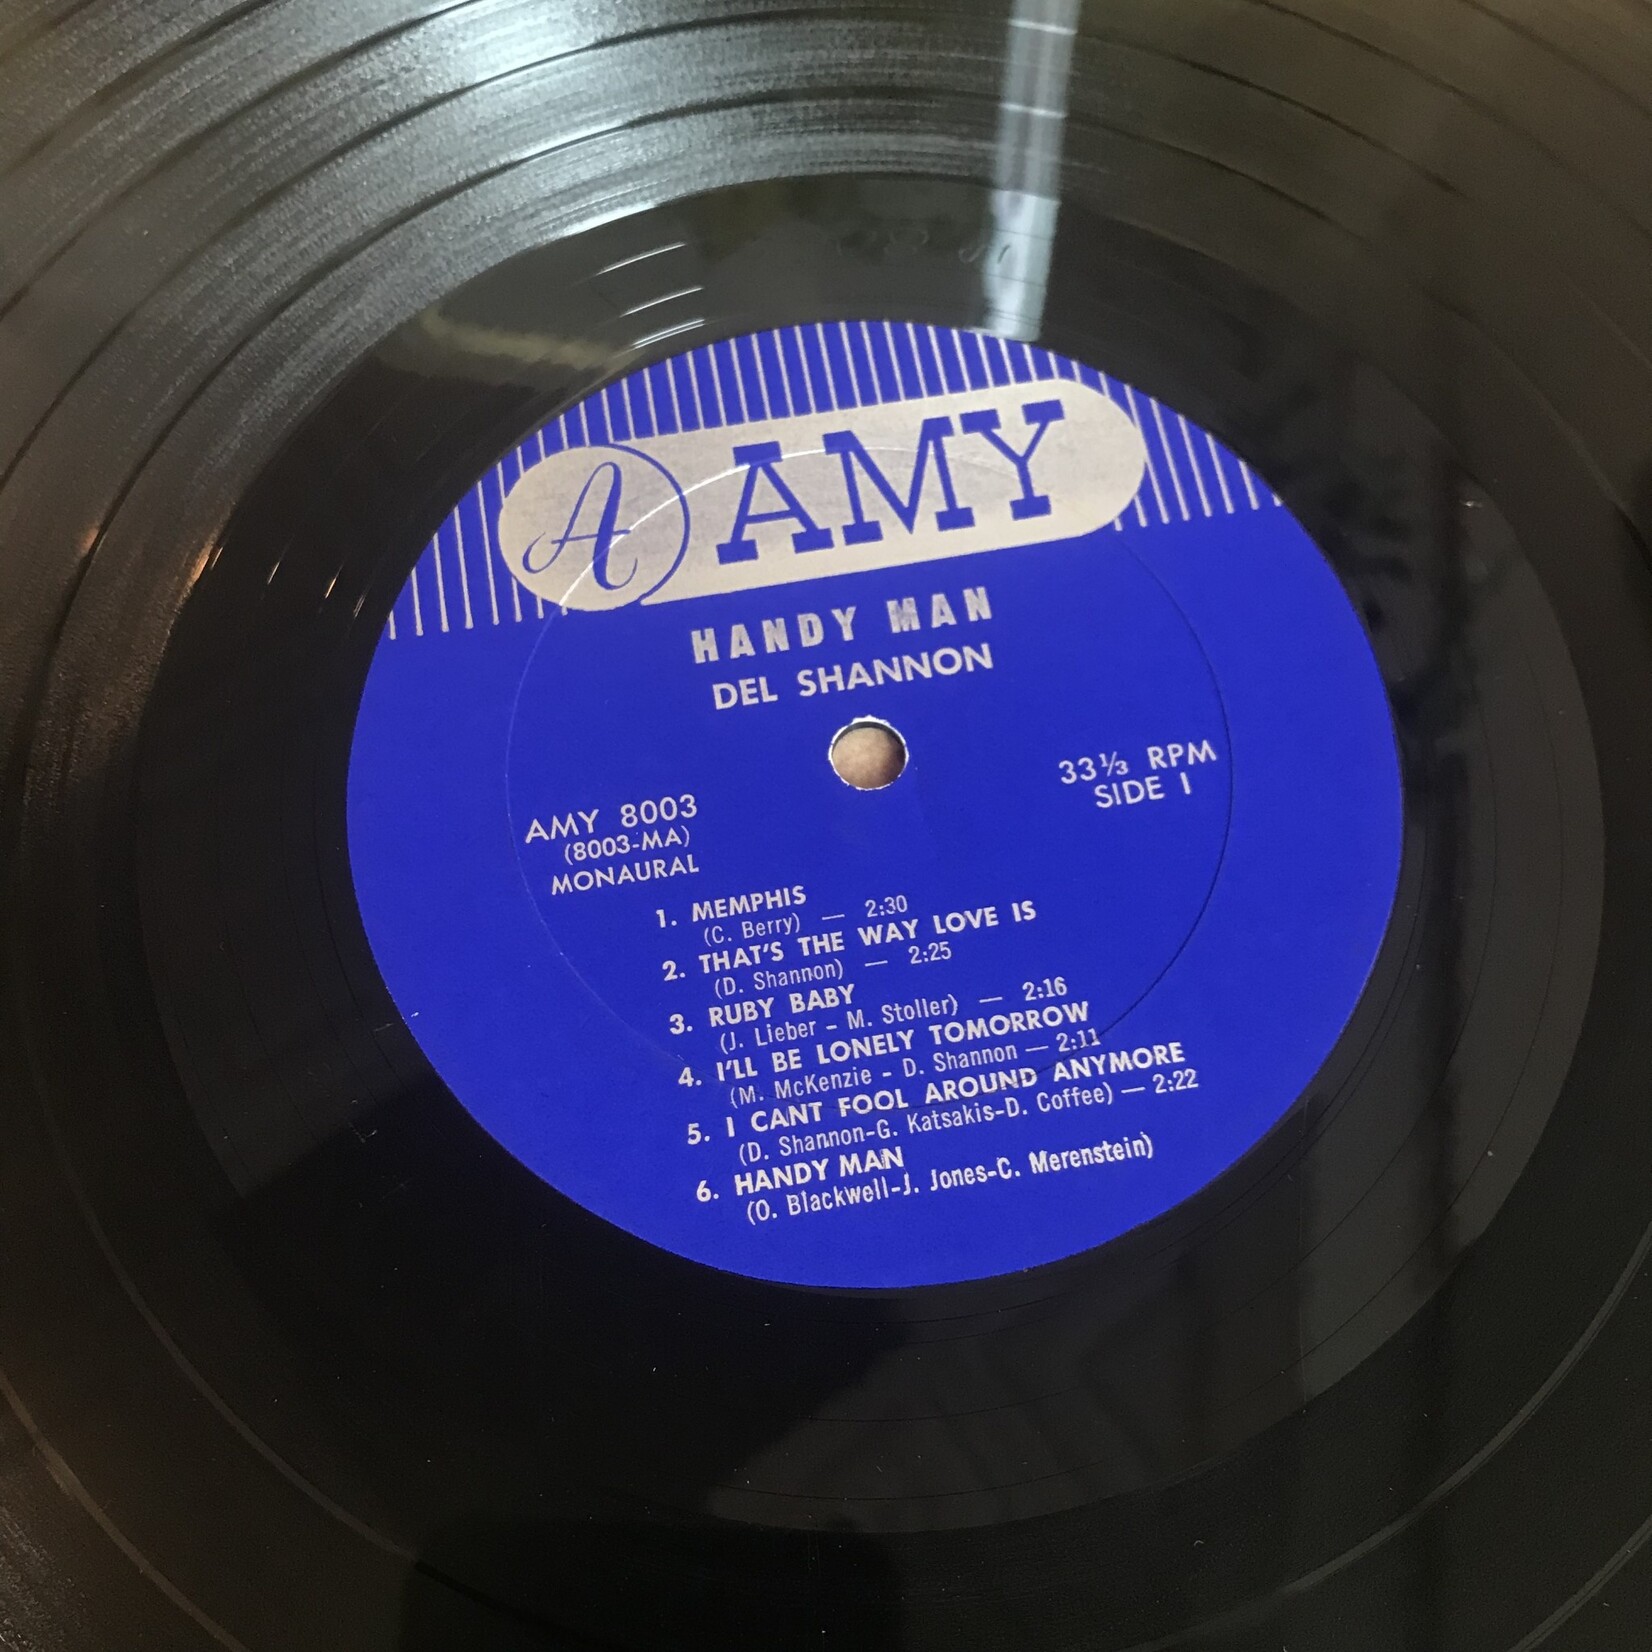 A AMY
HANDY MAN
DEL SHANNON
33⅓ RPM
SIDE 1
AMY 8003
(8003-MA)
MONAURAL
1. MEMPHIS
(C. Berry) — 2:30
2. THAT'S THE WAY LOVE IS
(D. Shannon) — 2:25
3. RUBY BABY
(J. Lieber - M. Stoller) — 2:16
4. I'LL BE LONELY TOMORROW
(M. McKenzie - D. Shannon — 2:11
5. I CANT FOOL AROUND ANYMORE
(D. Shannon-G. Katsakis-D. Coffee) — 2:22
6. HANDY MAN
(O. Blackwell-J. Jones-C. Merenstein)